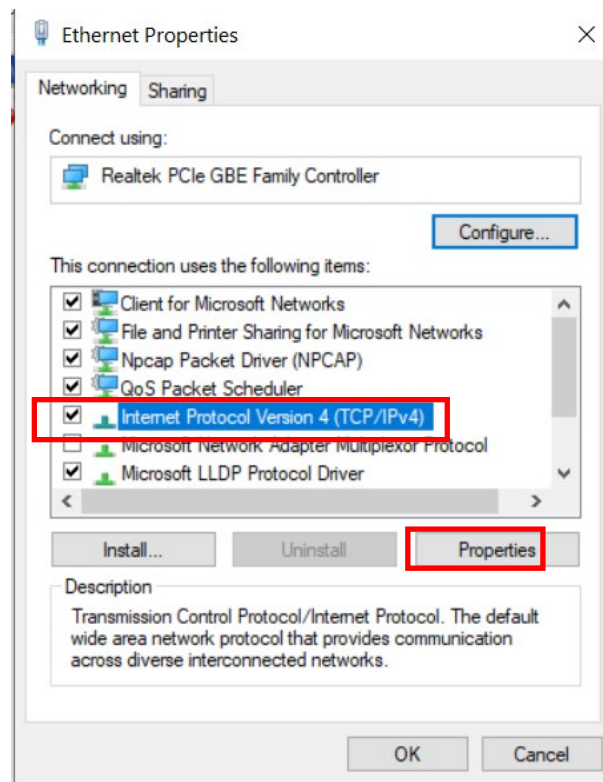 Ethernet Properties
Networking Sharing
Connect using:
Realtek PCIe GBE Family Controller
Configure...
This connection uses the following items:
Client for Microsoft Networks
File and Printer Sharing for Microsoft Networks
Npcap Packet Driver (NPCAP)
QoS Packet Scheduler
Internet Protocol Version 4 (TCP/IPv4)
Microsoft Network Adapter Multiplexor Protocol
Microsoft LLDP Protocol Driver
Install... Uninstall Properties
Description
Transmission Control Protocol/Internet Protocol. The default
wide area network protocol that provides communication
across diverse interconnected networks.
OK Cancel